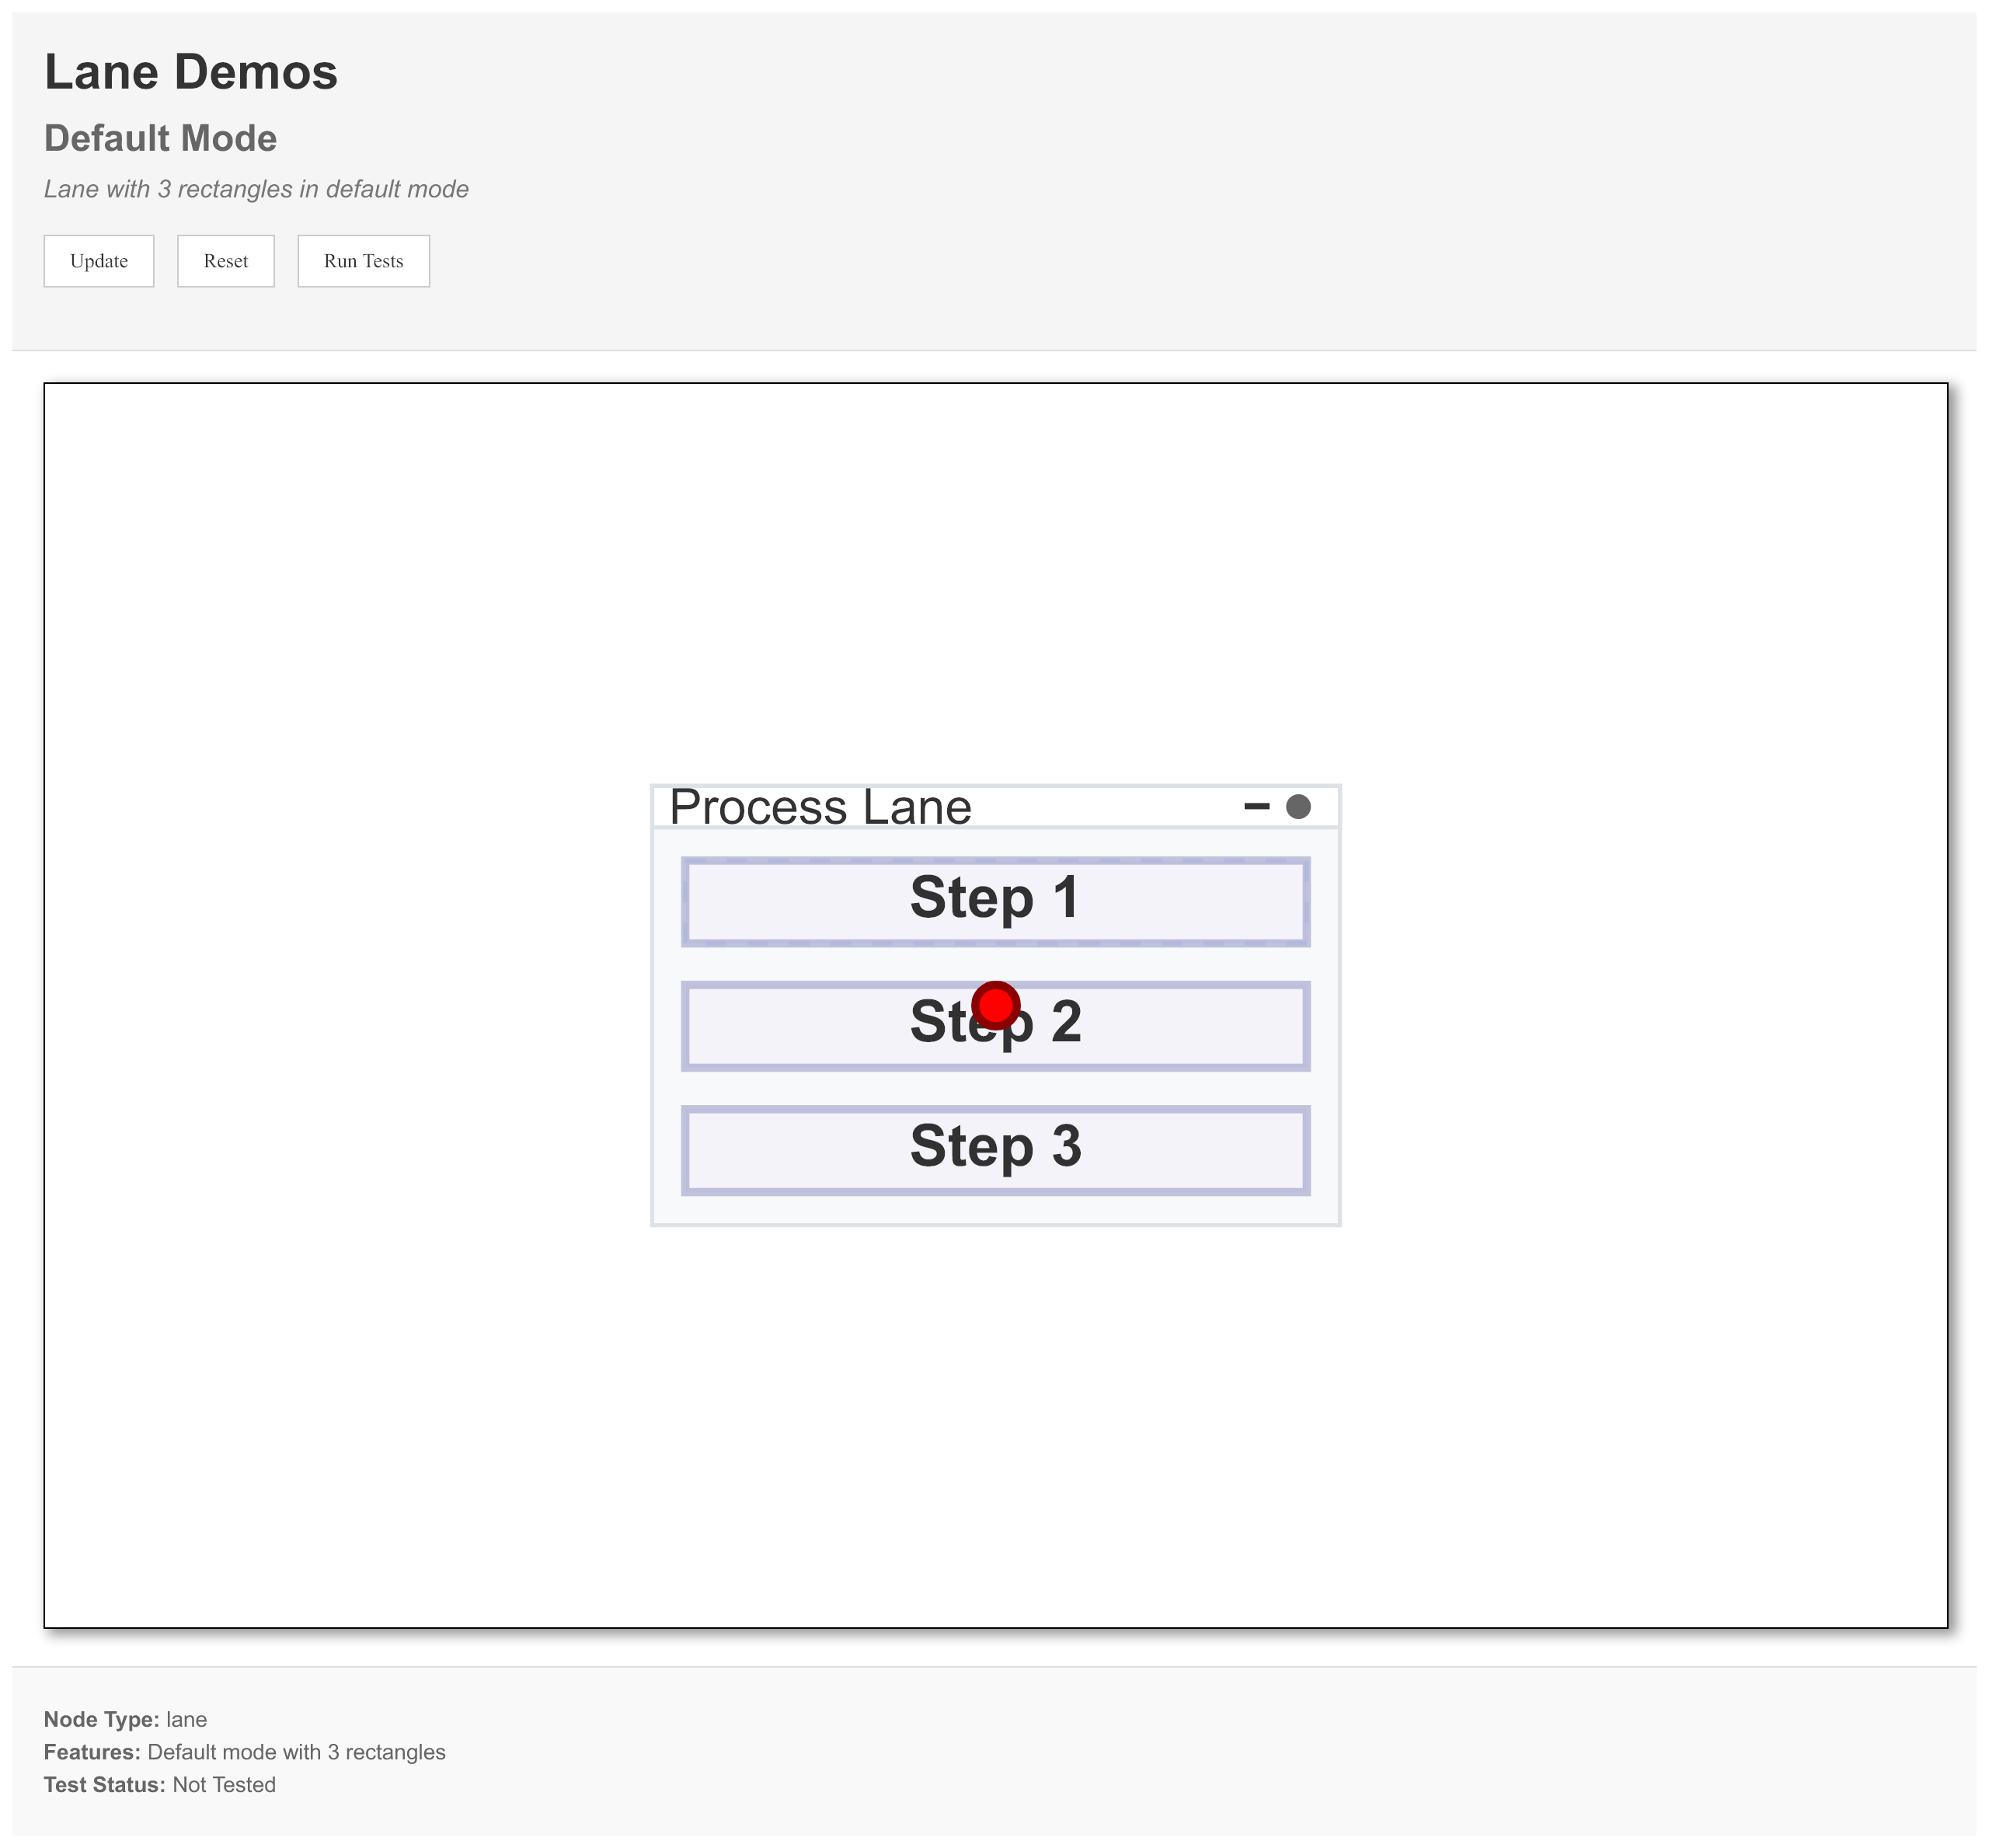 Lane Demos
Default Mode
Lane with 3 rectangles in default mode
Update Reset Run Tests
Process Lane
Step 1
Step 2
Step 3
Node Type: lane
Features: Default mode with 3 rectangles
Test Status: Not Tested